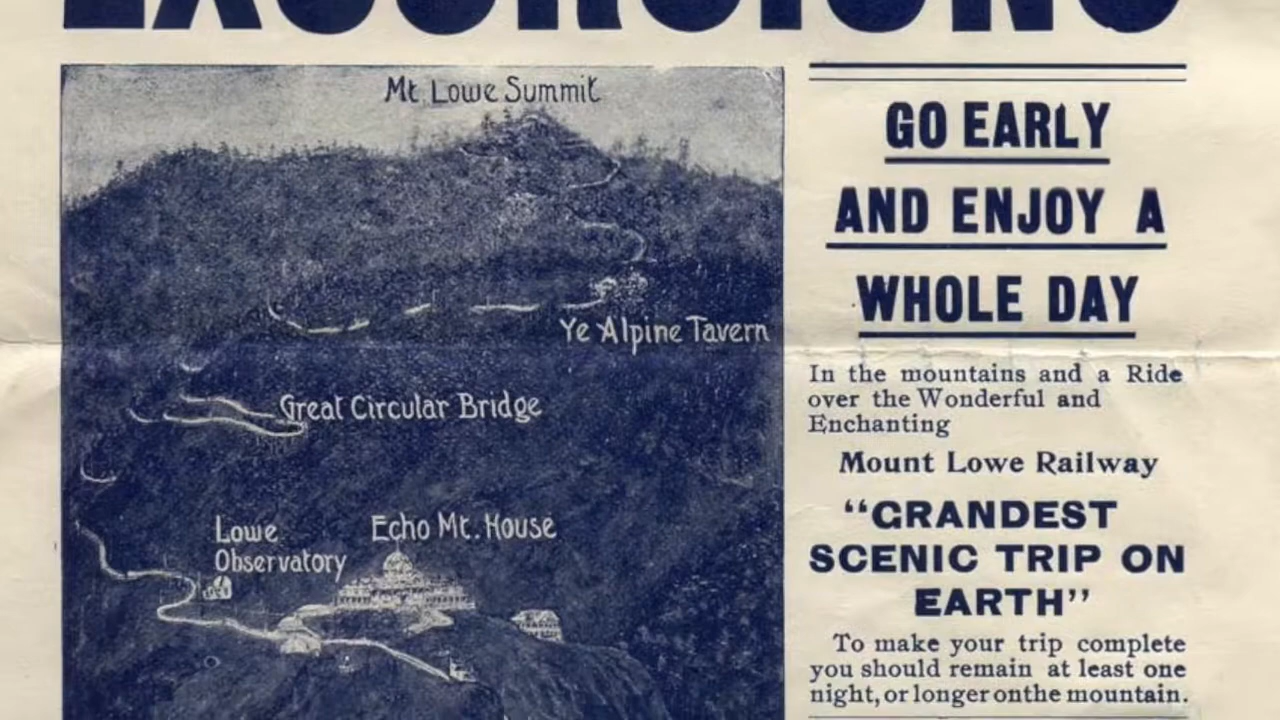 EXCURSIONS
Mt. Lowe Summit
Ye Alpine Tavern
Great Circular Bridge
Lowe
Observatory
Echo Mt. House
GO EARLY
AND ENJOY A
WHOLE DAY
In the mountains and a Ride
over the Wonderful and
Enchanting
Mount Lowe Railway
“GRANDEST
SCENIC TRIP ON
EARTH”
To make your trip complete
you should remain at least one
night, or longer onthe mountain.